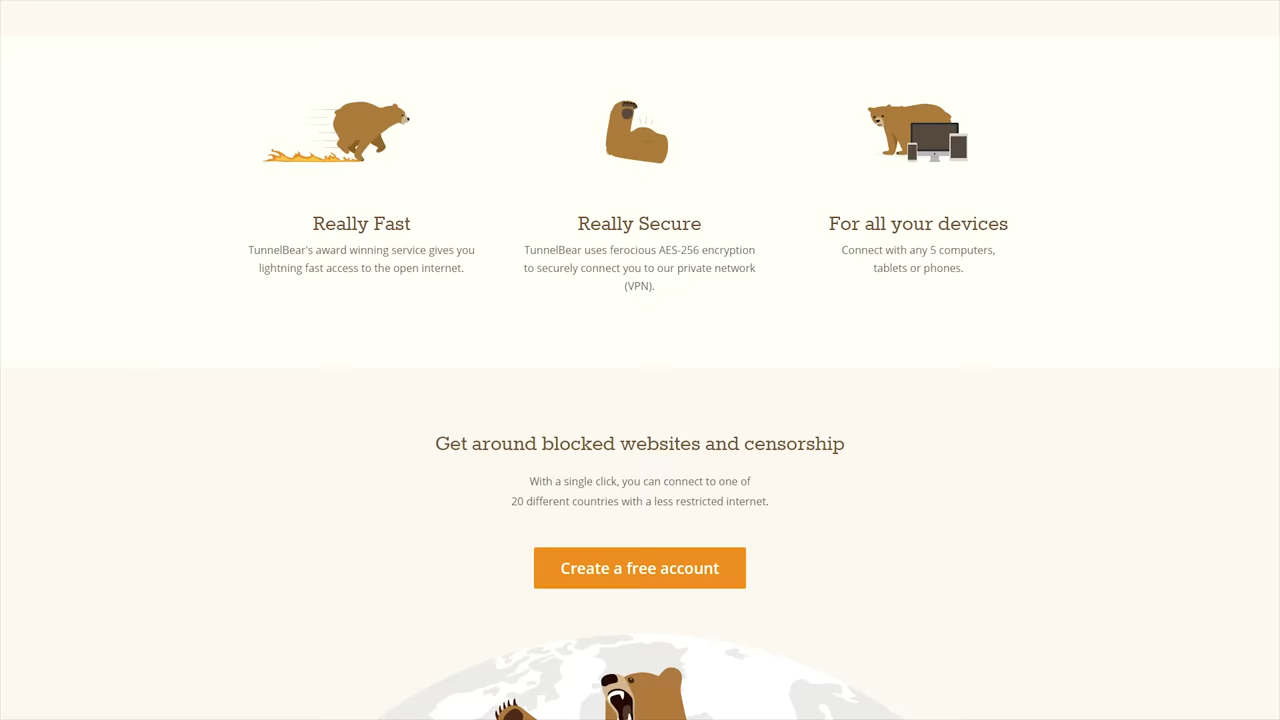 Really Fast
TunnelBear's award winning service gives you
lightning fast access to the open internet.
Really Secure
TunnelBear uses ferocious AES-256 encryption
to securely connect you to our private network
(VPN).
For all your devices
Connect with any 5 computers,
tablets or phones.
Get around blocked websites and censorship
With a single click, you can connect to one of
20 different countries with a less restricted internet.
Create a free account